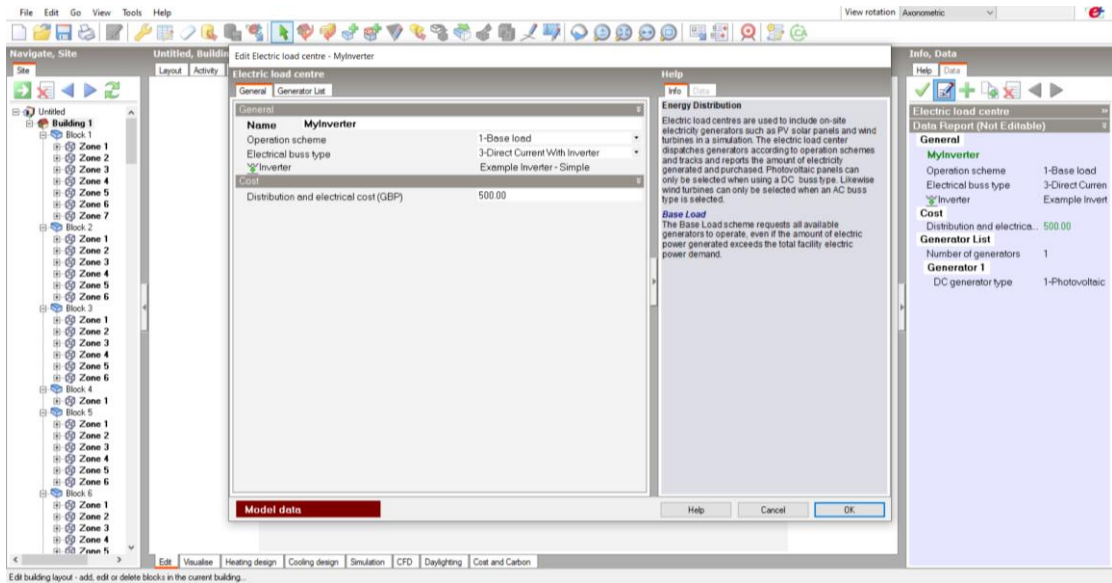 File Edit Go View Tools Help
View rotation Axonometric
Navigate, Site
Site
Untitled
Building 1
Block 1
Zone 1
Zone 2
Zone 3
Zone 4
Zone 5
Zone 6
Zone 7
Block 2
Zone 1
Zone 2
Zone 3
Zone 4
Zone 5
Zone 6
Block 3
Zone 1
Zone 2
Zone 3
Zone 4
Zone 5
Zone 6
Block 4
Zone 1
Block 5
Zone 1
Zone 2
Zone 3
Zone 4
Zone 5
Zone 6
Block 6
Zone 1
Zone 2
Zone 3
Zone 4
Zone 5
Untitled, Buildin
Layout Activity
Edit Electric load centre - MyInverter
Electric load centre
General Generator List
General
Name MyInverter
Operation scheme 1-Base load
Electrical buss type 3-Direct Current With Inverter
Inverter Example Inverter - Simple
Cost
Distribution and electrical cost (GBP) 500.00
Model data
Help
Info Data
Energy Distribution
Electric load centres are used to include on-site
electricity generators such as PV solar panels and wind
turbines in a simulation. The electric load center
dispatches generators according to operation schemes
and tracks and reports the amount of electricity
generated and purchased. Photovoltaic panels can
only be selected when using a DC buss type. Likewise
wind turbines can only be selected when an AC buss
type is selected.
Base Load
The Base Load scheme requests all available
generators to operate, even if the amount of electric
power generated exceeds the total facility electric
power demand.
Help Cancel OK
Info, Data
Help Data
Electric load centre
Data Report (Not Editable)
General
MyInverter
Operation scheme 1-Base load
Electrical buss type 3-Direct Curren
Inverter Example Invert
Cost
Distribution and electrica... 500.00
Generator List
Number of generators 1
Generator 1
DC generator type 1-Photovoltaic
Edit Visualise Heating design Cooling design Simulation CFD Daylighting Cost and Carbon
Edit building layout - add, edit or delete blocks in the current building...